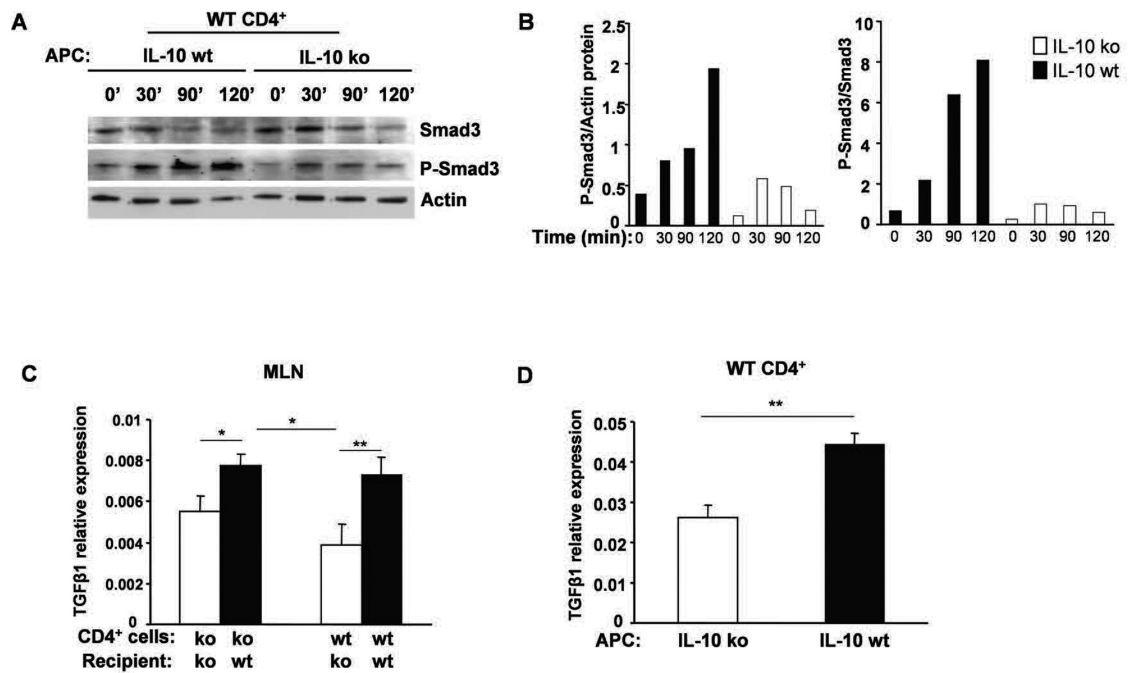 A
WT CD4+
APC: IL-10 wt IL-10 ko
0' 30' 90' 120' 0' 30' 90' 120'
Smad3
P-Smad3
Actin
B
P-Smad3/Actin protein
2.5
2
1.5
1
0.5
0
Time (min): 0 30 90 120 0 30 90 120
P-Smad3/Smad3
10
8
6
4
2
0
0 30 90 120 0 30 90 120
IL-10 ko
IL-10 wt
C
MLN
TGFβ1 relative expression
0.01
0.008
0.006
0.004
0.002
0
* * **
CD4+ cells: ko ko wt wt
Recipient: ko wt ko wt
D
WT CD4+
**
TGFβ1 relative expression
0.05
0.04
0.03
0.02
0.01
0
APC: IL-10 ko IL-10 wt